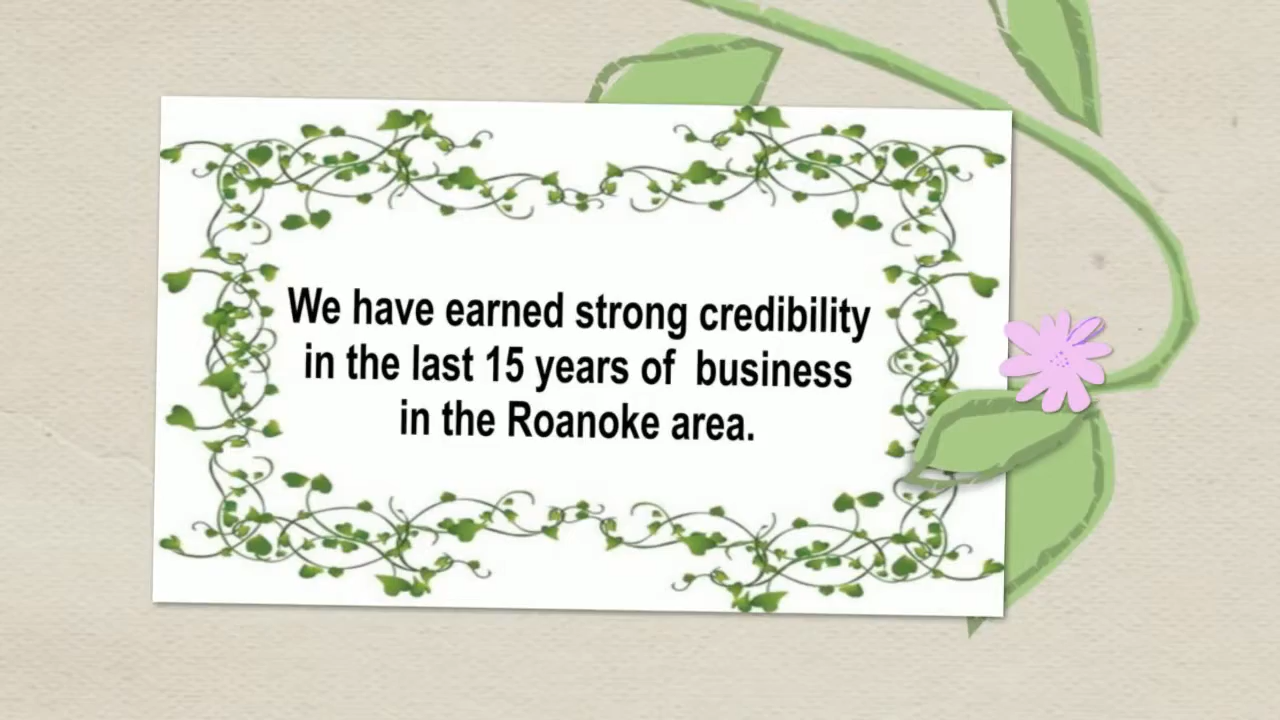 We have earned strong credibility
in the last 15 years of  business
in the Roanoke area.